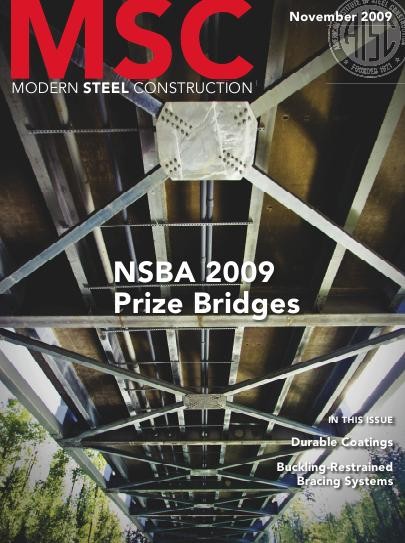 November 2009
MSC
MODERN STEEL CONSTRUCTION
NSBA 2009
Prize Bridges
IN THIS ISSUE
Durable Coatings
Buckling-Restrained
Bracing Systems